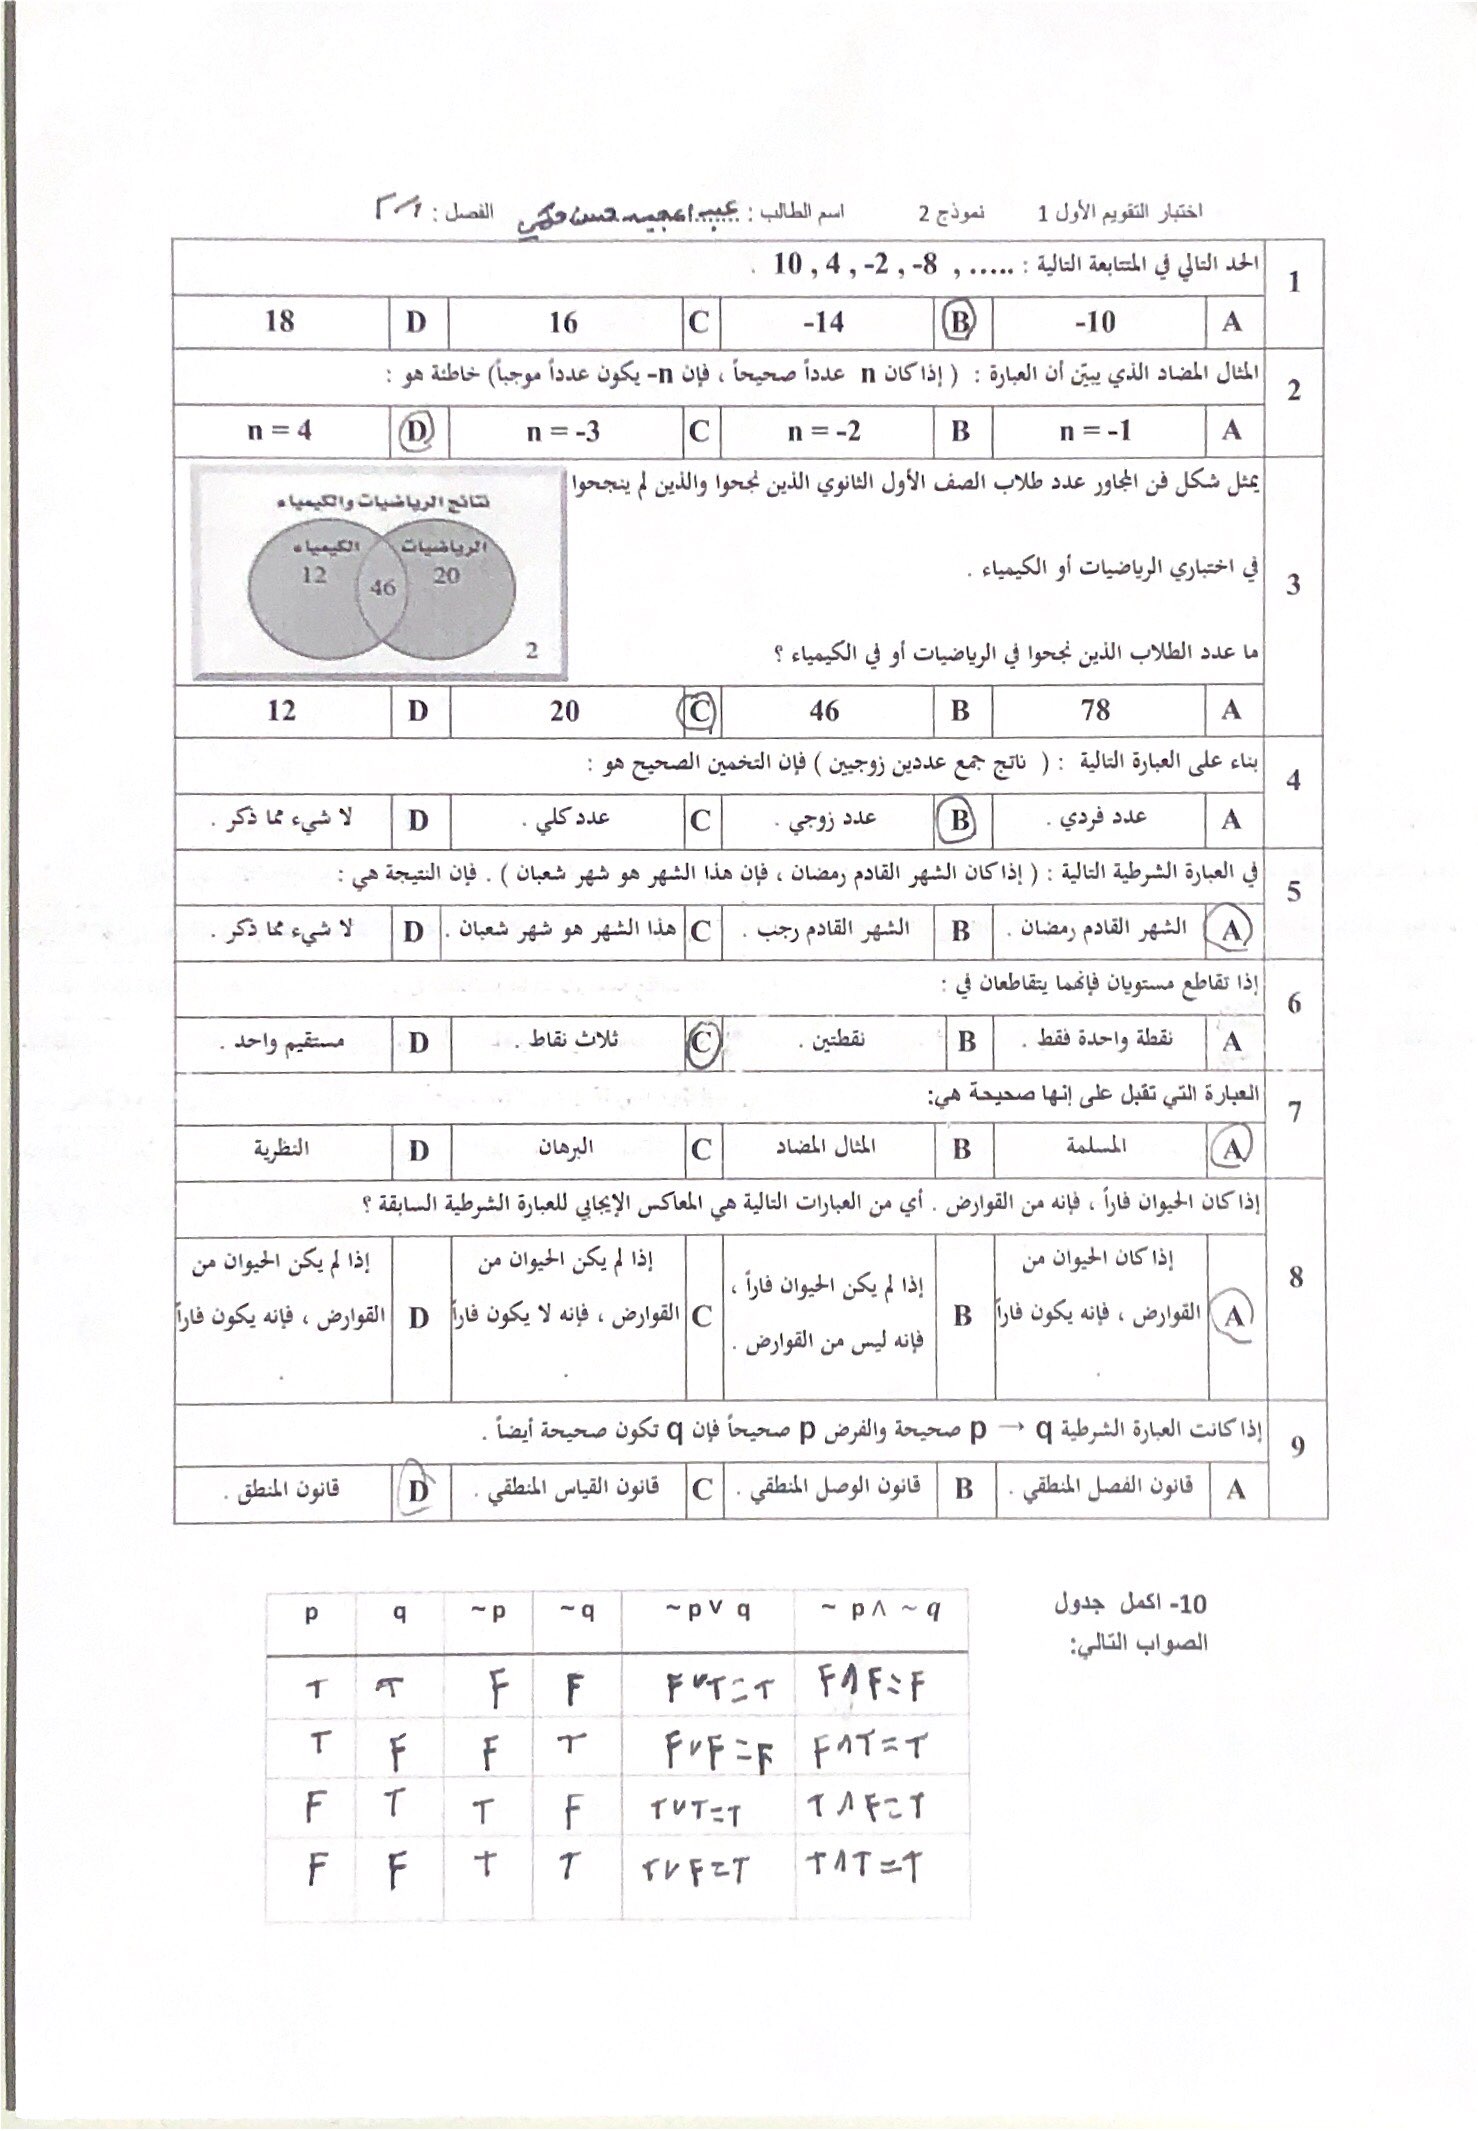 اختبار التقويم الأول 1 نموذج 2 اسم الطالب : حسن الفصل : ٢/١
1 الحد التالي في المتتابعة التالية : 10 , 4 , -2 , -8 , ..... .
A -10 B -14 C 16 D 18
2 المثال المضاد الذي يبيّن أن العبارة : ( إذا كان n عدداً صحيحاً ، فإن n- يكون عدداً موجباً) خاطئة هو :
A n = -1 B n = -2 C n = -3 D n = 4
3 يمثل شكل فن المجاور عدد طلاب الصف الأول الثانوي الذين نجحوا والذين لم ينجحوا
في اختباري الرياضيات أو الكيمياء .
ما عدد الطلاب الذين نجحوا في الرياضيات أو في الكيمياء ؟
نتائج الرياضيات والكيمياء
الرياضيات الكيمياء
20 46 12
2
A 78 B 46 C 20 D 12
4 بناء على العبارة التالية : ( ناتج جمع عددين زوجيين ) فإن التخمين الصحيح هو :
A عدد فردي . B عدد زوجي . C عدد كلي . D لا شيء مما ذكر .
5 في العبارة الشرطية التالية : ( إذا كان الشهر القادم رمضان ، فإن هذا الشهر هو شهر شعبان ) . فإن النتيجة هي :
A الشهر القادم رمضان . B الشهر القادم رجب . C هذا الشهر هو شهر شعبان . D لا شيء مما ذكر .
6 إذا تقاطع مستويان فإنهما يتقاطعان في :
A نقطة واحدة فقط . B نقطتين . C ثلاث نقاط . D مستقيم واحد .
7 العبارة التي تقبل على إنها صحيحة هي:
A المسلمة B المثال المضاد C البرهان D النظرية
8 إذا كان الحيوان فاراً ، فإنه من القوارض . أي من العبارات التالية هي المعاكس الإيجابي للعبارة الشرطية السابقة ؟
A إذا كان الحيوان من القوارض ، فإنه يكون فاراً . B إذا لم يكن الحيوان فاراً ، فإنه ليس من القوارض . C إذا لم يكن الحيوان من القوارض ، فإنه لا يكون فاراً . D إذا لم يكن الحيوان من القوارض ، فإنه يكون فاراً .
9 إذا كانت العبارة الشرطية p → q صحيحة والفرض p صحيحاً فإن q تكون صحيحة أيضاً .
A قانون الفصل المنطقي . B قانون الوصل المنطقي . C قانون القياس المنطقي . D قانون المنطق .
10- اكمل جدول
الصواب التالي:
p q ~p ~q ~p∨ q ~ p∧ ~q
T T F F F∨T=T F∧F=F
T F F T F∨F=F F∧T=T
F T T F T∨T=T T∧F=T
F F T T T∨F=T T∧T=T